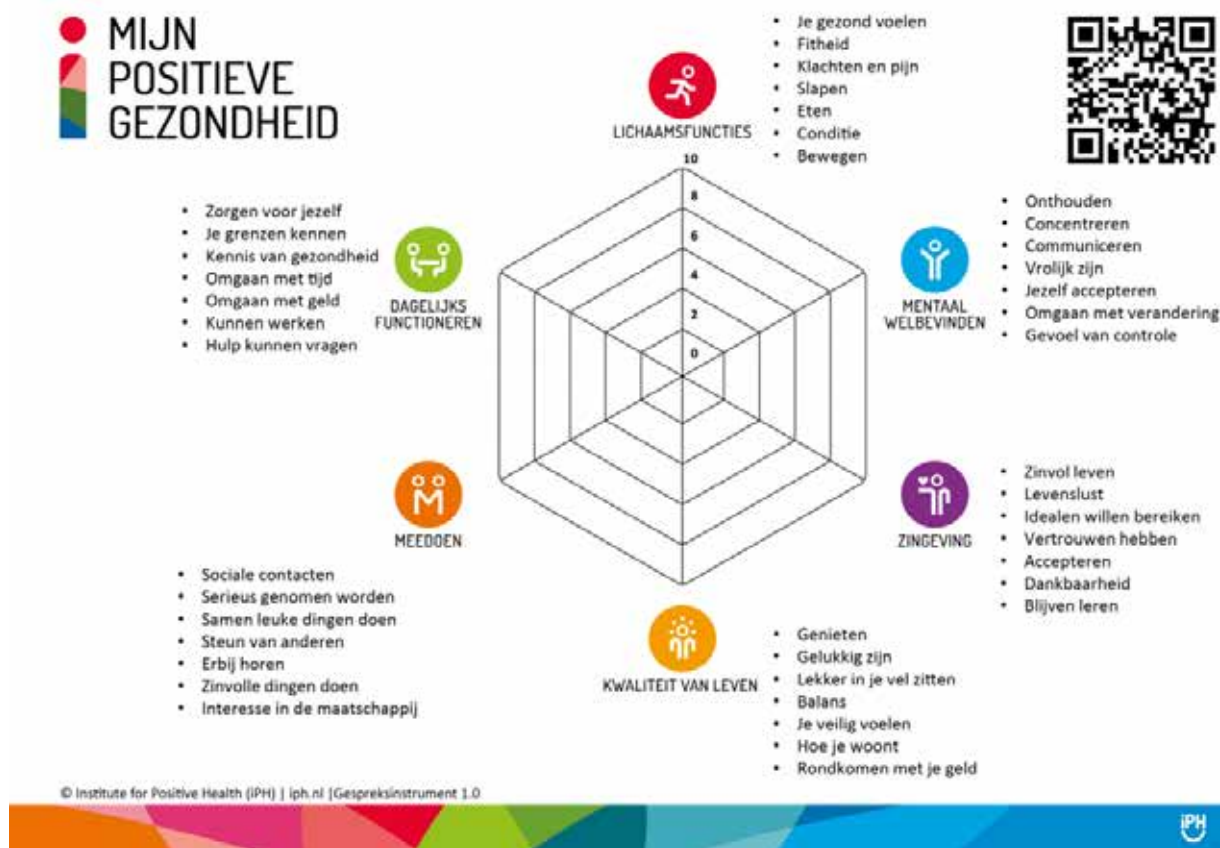 MIJN
POSITIEVE
GEZONDHEID
• Je gezond voelen
• Fitheid
• Klachten en pijn
• Slapen
• Eten
• Conditie
• Bewegen
LICHAAMSFUNCTIES
10
8
6
4
2
0
• Onthouden
• Concentreren
• Communiceren
• Vrolijk zijn
• Jezelf accepteren
• Omgaan met verandering
• Gevoel van controle
MENTAAL
WELBEVINDEN
• Zinvol leven
• Levenslust
• Idealen willen bereiken
• Vertrouwen hebben
• Accepteren
• Dankbaarheid
• Blijven leren
ZINGEVING
KWALITEIT VAN LEVEN
• Genieten
• Gelukkig zijn
• Lekker in je vel zitten
• Balans
• Je veilig voelen
• Hoe je woont
• Rondkomen met je geld
MEEDOEN
• Sociale contacten
• Serieus genomen worden
• Samen leuke dingen doen
• Steun van anderen
• Erbij horen
• Zinvolle dingen doen
• Interesse in de maatschappij
• Zorgen voor jezelf
• Je grenzen kennen
• Kennis van gezondheid
• Omgaan met tijd
• Omgaan met geld
• Kunnen werken
• Hulp kunnen vragen
DAGELIJKS
FUNCTIONEREN
© Institute for Positive Health (iPH) | iph.nl |Gespreksinstrument 1.0
iPH